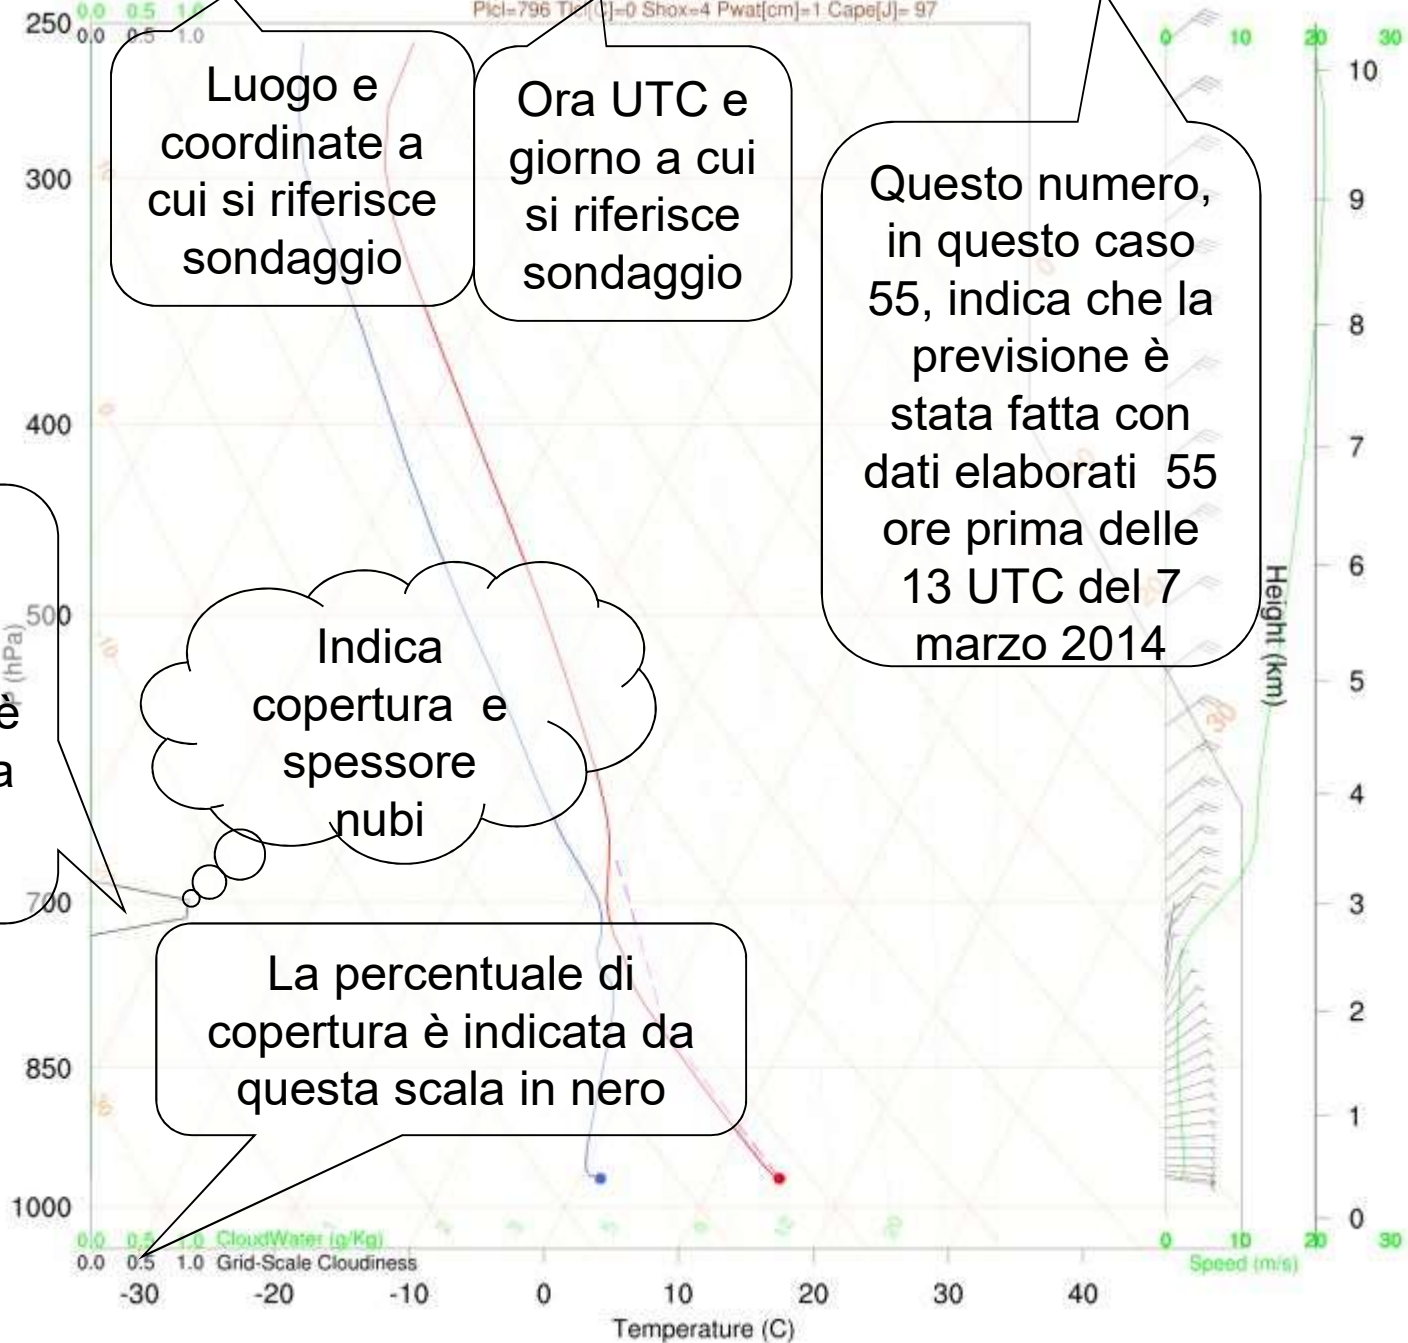 0.0 0.5 1.0
Plcl=796 Tlcl[C]=0 Shox=4 Pwat[cm]=1 Cape[J]= 97
0.0 0.5 1.0
250
300
400
500
700
850
1000
P (hPa)
Luogo e
coordinate a
cui si riferisce
sondaggio
Ora UTC e
giorno a cui
si riferisce
sondaggio
Questo numero,
in questo caso
55, indica che la
previsione è
stata fatta con
dati elaborati 55
ore prima delle
13 UTC del 7
marzo 2014
è
a
Indica
copertura e
spessore
nubi
La percentuale di
copertura è indicata da
questa scala in nero
0 10 20 30
10
9
8
7
6
5
4
3
2
1
0
Height (km)
0
-10
30
0.0 0.5 1.0 CloudWater (g/Kg)
0.0 0.5 1.0 Grid-Scale Cloudiness
0 10 20 30
Speed (m/s)
-30 -20 -10 0 10 20 30 40
Temperature (C)